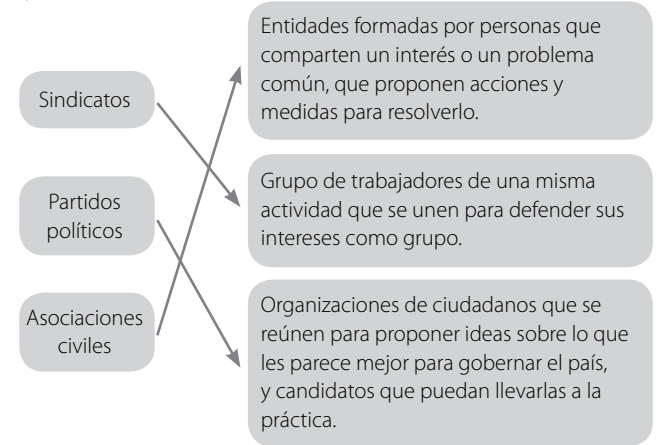 Sindicatos
Partidos
políticos
Asociaciones
civiles
Entidades formadas por personas que
comparten un interés o un problema
común, que proponen acciones y
medidas para resolverlo.
Grupo de trabajadores de una misma
actividad que se unen para defender sus
intereses como grupo.
Organizaciones de ciudadanos que se
reúnen para proponer ideas sobre lo que
les parece mejor para gobernar el país,
y candidatos que puedan llevarlas a la
práctica.